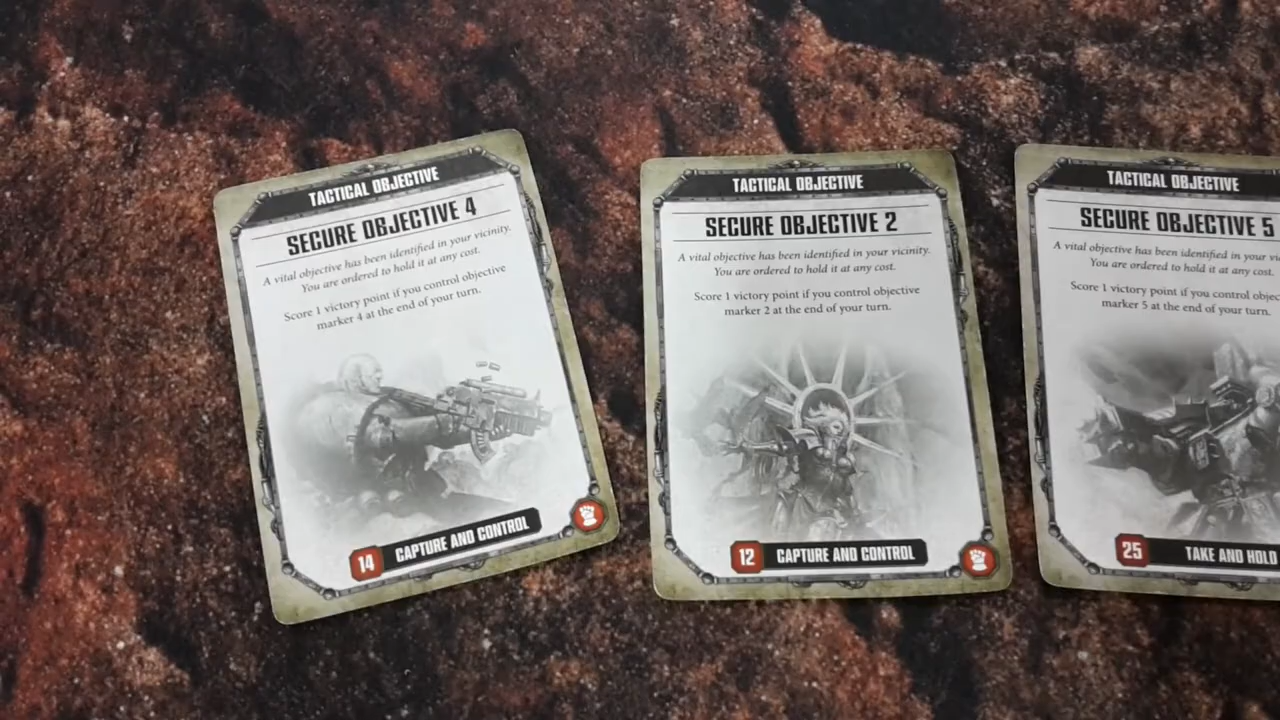 TACTICAL OBJECTIVE
SECURE OBJECTIVE 4
A vital objective has been identified in your vicinity.
You are ordered to hold it at any cost.
Score 1 victory point if you control objective
marker 4 at the end of your turn.
14 CAPTURE AND CONTROL
TACTICAL OBJECTIVE
SECURE OBJECTIVE 2
A vital objective has been identified in your vicinity.
You are ordered to hold it at any cost.
Score 1 victory point if you control objective
marker 2 at the end of your turn.
12 CAPTURE AND CONTROL
TACTICAL OBJECTIVE
SECURE OBJECTIVE 5
A vital objective has been identified in your
You are ordered to hold it at any cost.
Score 1 victory point if you control
marker 5 at the end of your turn.
25 TAKE AND HOLD